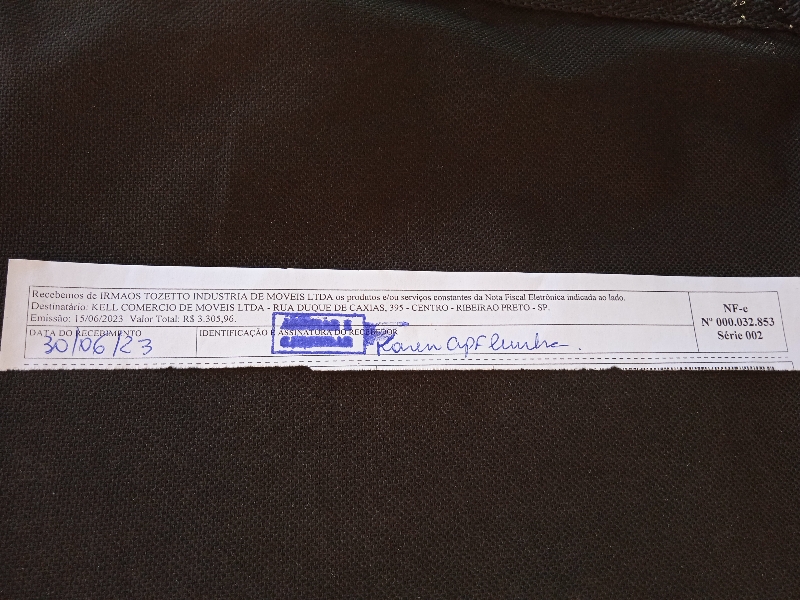 Recebemos de IRMAOS TOZETTO INDUSTRIA DE MOVEIS LTDA os produtos e/ou serviços constantes da Nota Fiscal Eletrônica indicada ao lado.
Destinatário: KELL COMERCIO DE MOVEIS LTDA - RUA DUQUE DE CAXIAS, 395 - CENTRO - RIBEIRAO PRETO - SP.
Emissão: 15/06/2023 Valor Total: R$ 3.305,96.
DATA DO RECEBIMENTO
30/06/23
IDENTIFICAÇÃO E ASSINATURA DO RECEBEDOR
Karen Ap
NF-e
Nº 000.032.853
Série 002